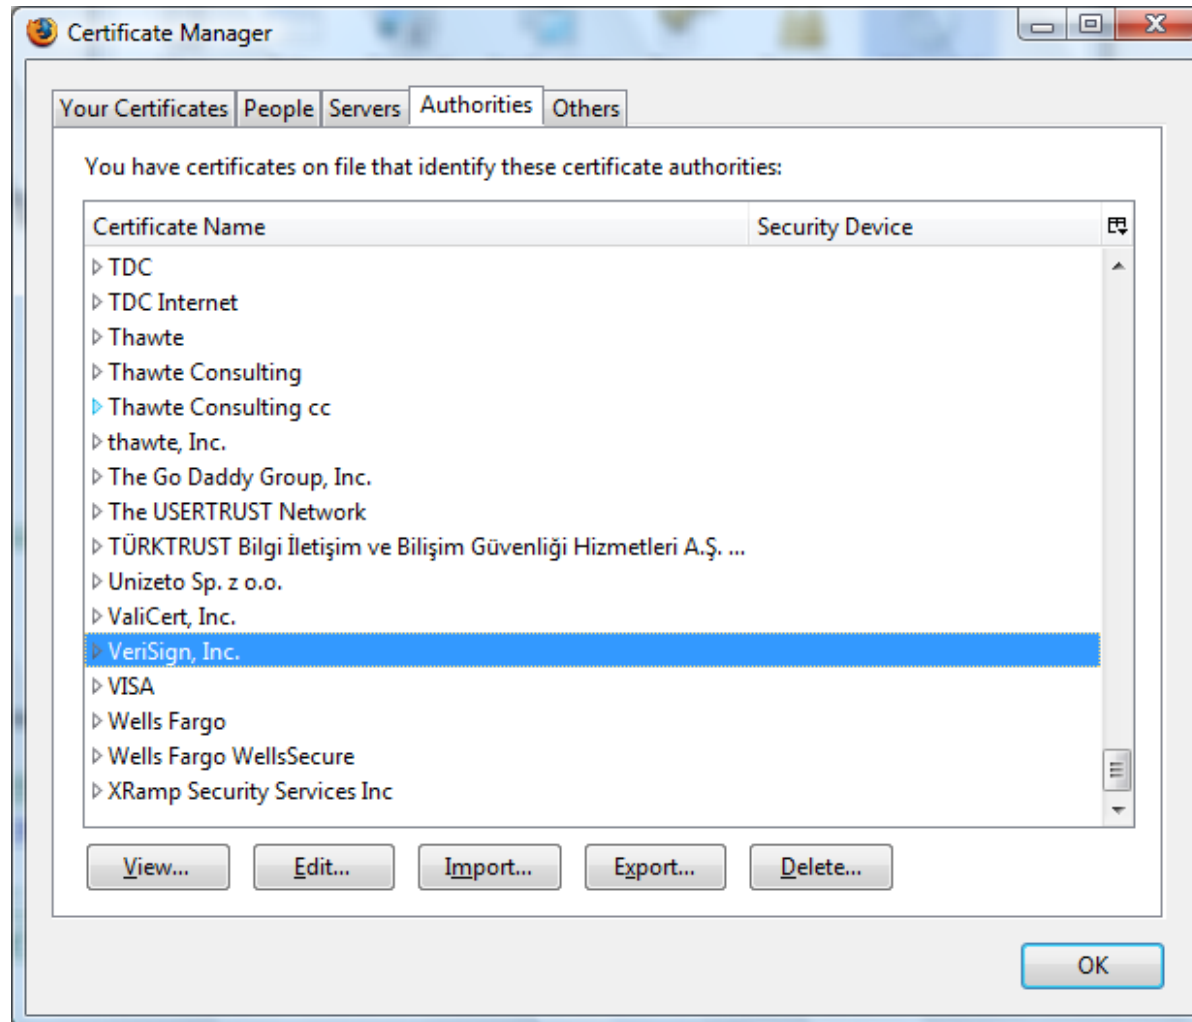 Certificate Manager
Your Certificates People Servers Authorities Others
You have certificates on file that identify these certificate authorities:
Certificate Name Security Device
TDC
TDC Internet
Thawte
Thawte Consulting
Thawte Consulting cc
thawte, Inc.
The Go Daddy Group, Inc.
The USERTRUST Network
TÜRKTRUST Bilgi İletişim ve Bilişim Güvenliği Hizmetleri A.Ş. ...
Unizeto Sp. z o.o.
ValiCert, Inc.
VeriSign, Inc.
VISA
Wells Fargo
Wells Fargo WellsSecure
XRamp Security Services Inc
View... Edit... Import... Export... Delete...
OK